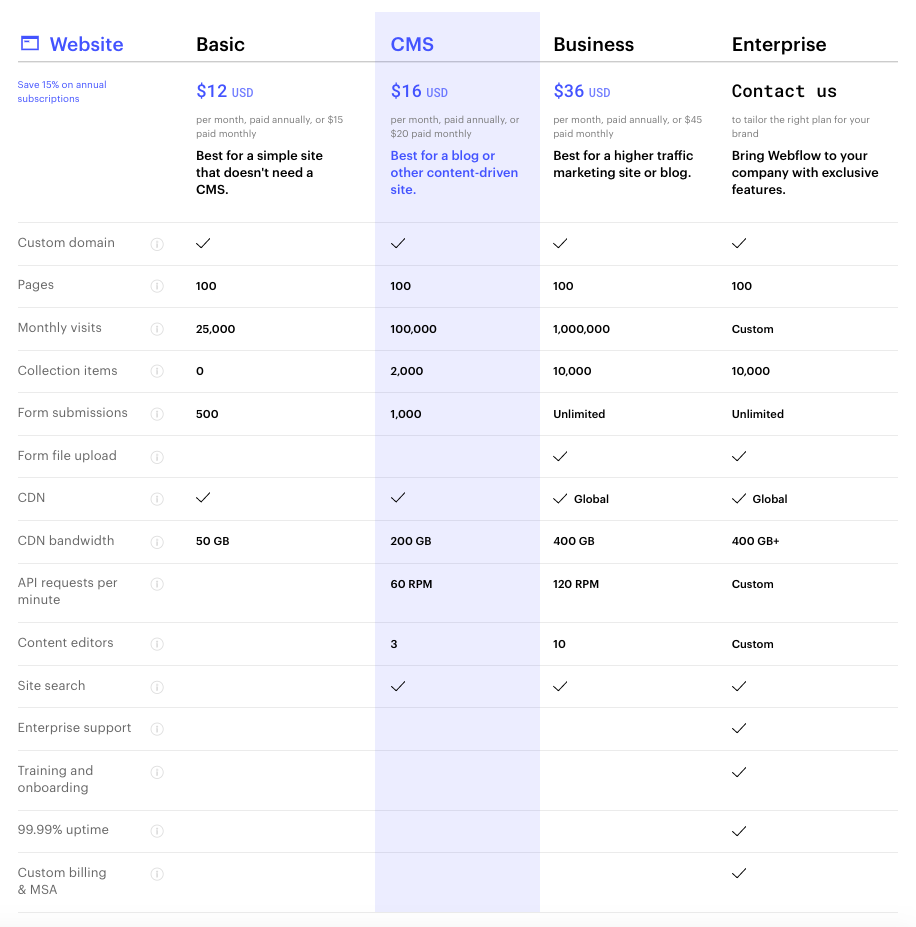 Website Basic CMS Business Enterprise
Save 15% on annual
subscriptions
$12 USD
per month, paid annually, or $15
paid monthly
Best for a simple site
that doesn't need a
CMS.
$16 USD
per month, paid annually, or
$20 paid monthly
Best for a blog or
other content-driven
site.
$36 USD
per month, paid annually, or $45
paid monthly
Best for a higher traffic
marketing site or blog.
Contact us
to tailor the right plan for your
brand
Bring Webflow to your
company with exclusive
features.
Custom domain
Pages 100 100 100 100
Monthly visits 25,000 100,000 1,000,000 Custom
Collection items 0 2,000 10,000 10,000
Form submissions 500 1,000 Unlimited Unlimited
Form file upload
CDN Global Global
CDN bandwidth 50 GB 200 GB 400 GB 400 GB+
API requests per 60 RPM 120 RPM Custom
minute
Content editors 3 10 Custom
Site search
Enterprise support
Training and
onboarding
99.99% uptime
Custom billing
& MSA